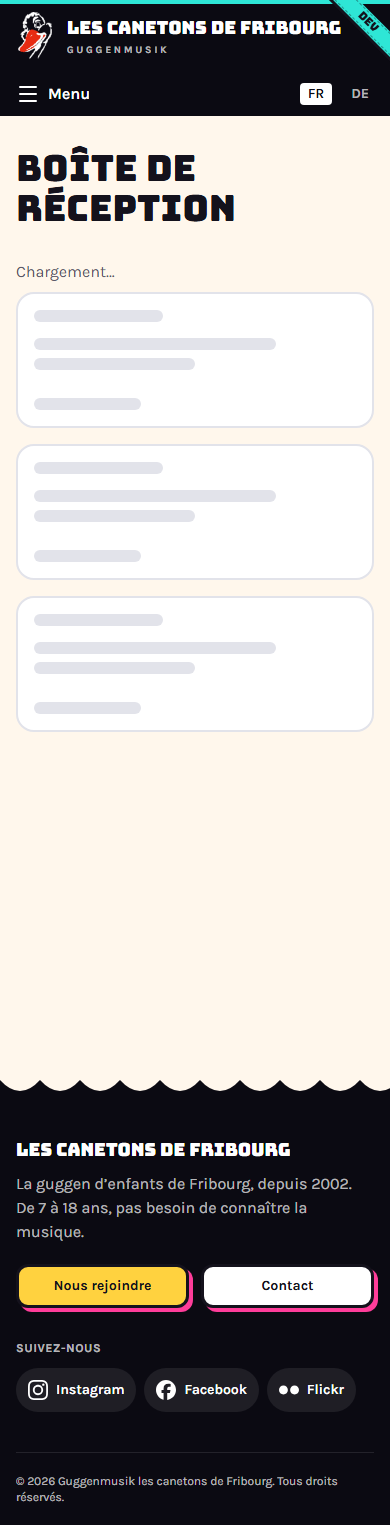 DEV
LES CANETONS DE FRIBOURG
GUGGENMUSIK
Menu
FR
DE
BOÎTE DE
RÉCEPTION
Chargement…
LES CANETONS DE FRIBOURG
La guggen d’enfants de Fribourg, depuis 2002.
De 7 à 18 ans, pas besoin de connaître la
musique.
Nous rejoindre
Contact
SUIVEZ-NOUS
Instagram
Facebook
Flickr
© 2026 Guggenmusik les canetons de Fribourg. Tous droits
réservés.